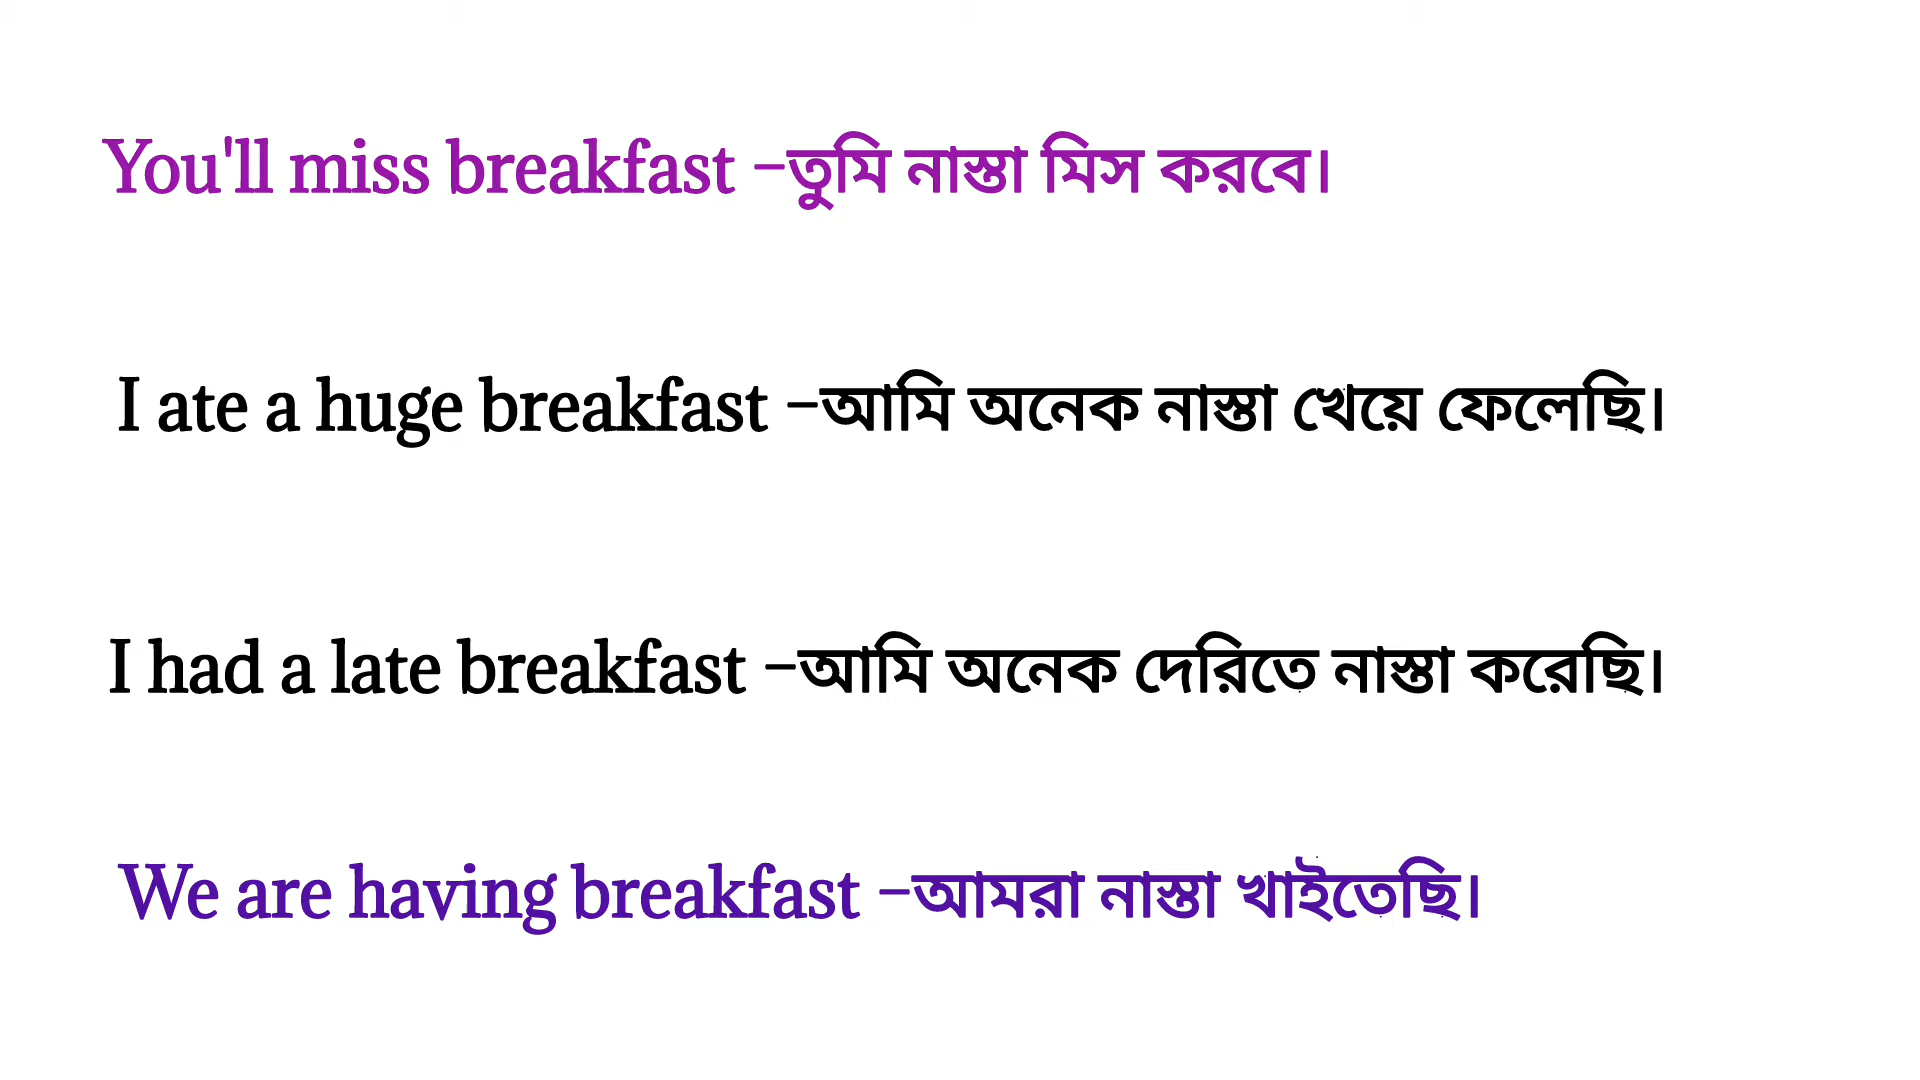 You'll miss breakfast -তুমি নাস্তা মিস করবে।
I ate a huge breakfast -আমি অনেক নাস্তা খেয়ে ফেলেছি।
I had a late breakfast -আমি অনেক দেরিতে নাস্তা করেছি।
We are having breakfast -আমরা নাস্তা খাইতেছি।